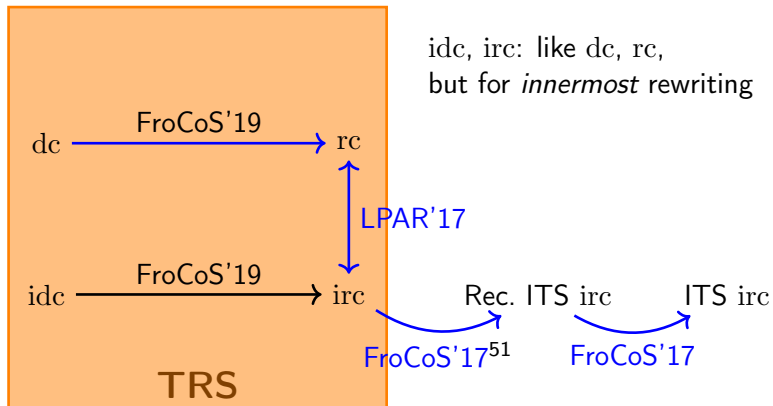 idc, irc: like dc, rc,
but for innermost rewriting
FroCoS'19
dc rc
LPAR'17
FroCoS'19
idc irc Rec. ITS irc ITS irc
FroCoS'17⁵¹ FroCoS'17
TRS